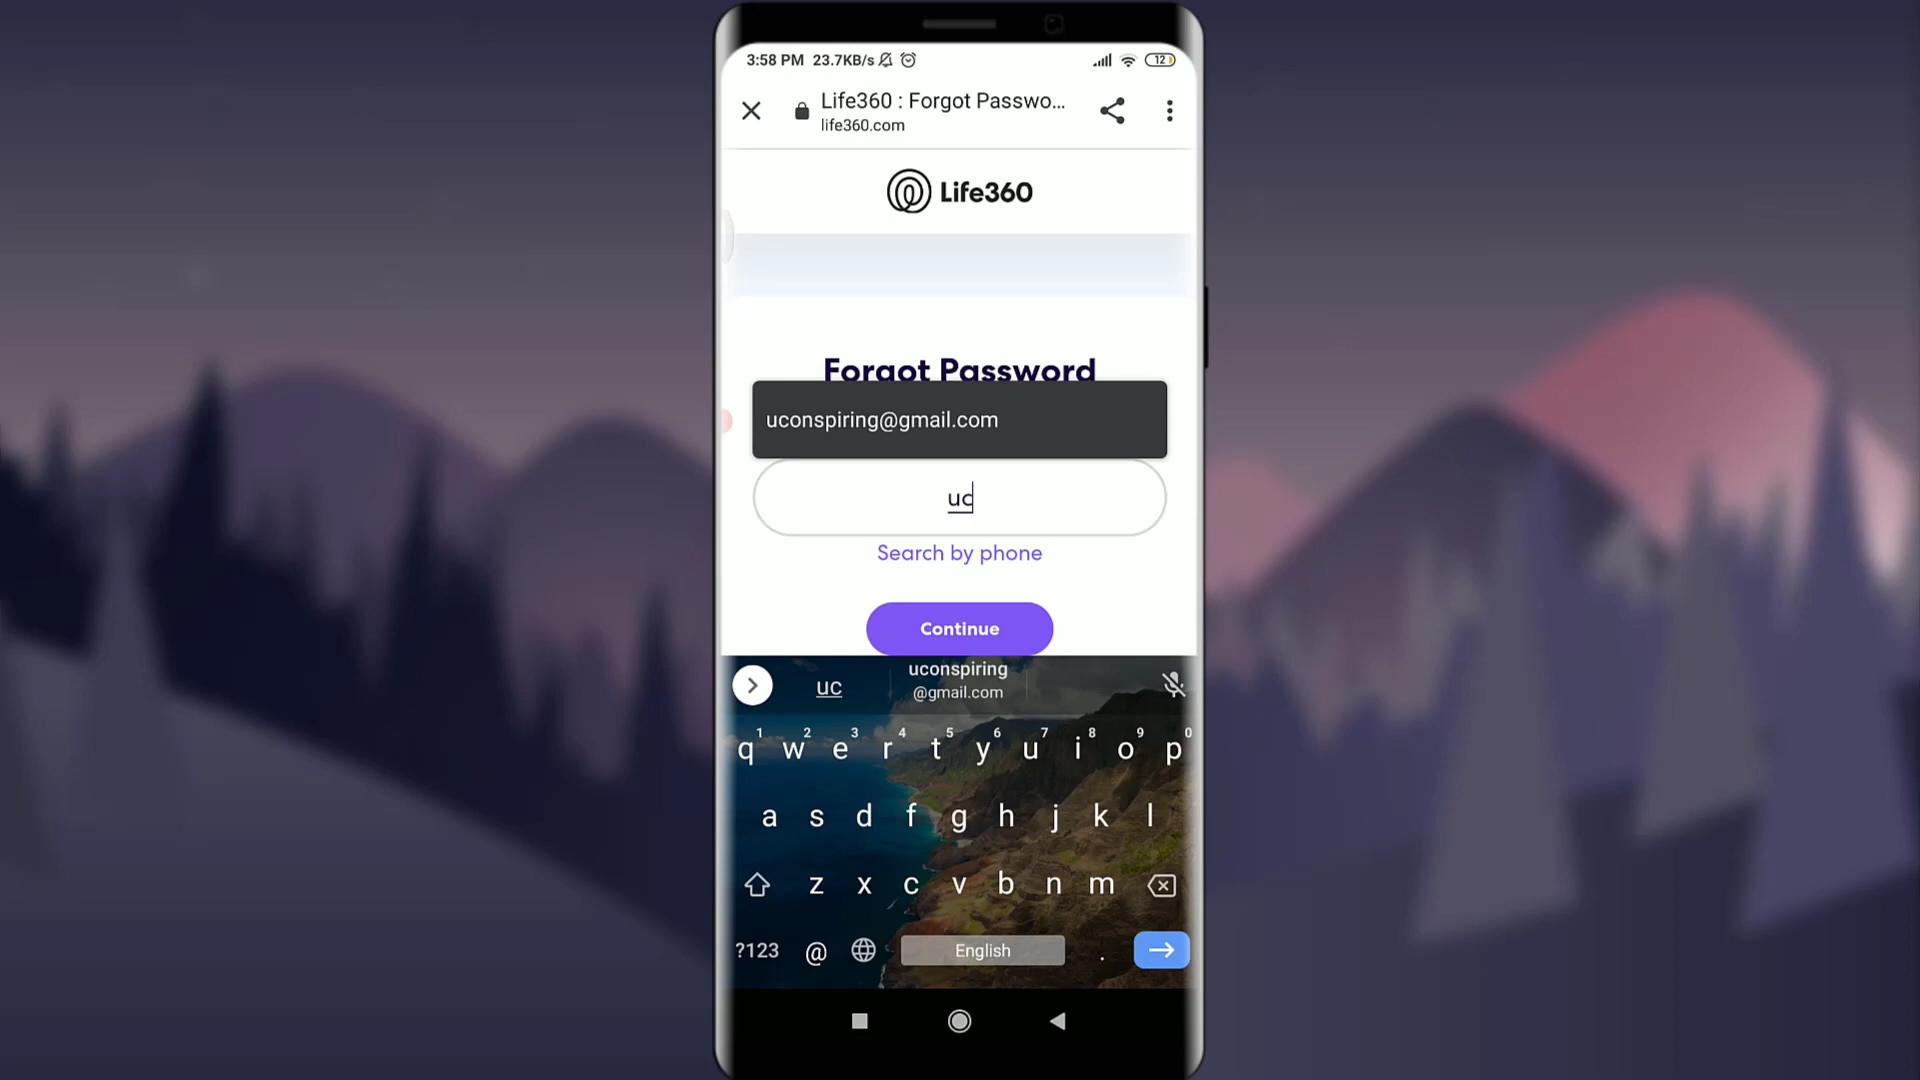 3:58 PM 23.7KB/s 12
Life360 : Forgot Passwo...
life360.com
Life360
Forgot Password
uconspiring@gmail.com
uc
Search by phone
Continue
uc uconspiring
@gmail.com
1 2 3 4 5 6 7 8 9 0
q w e r t y u i o p
a s d f g h j k l
z x c v b n m
?123 @ English .